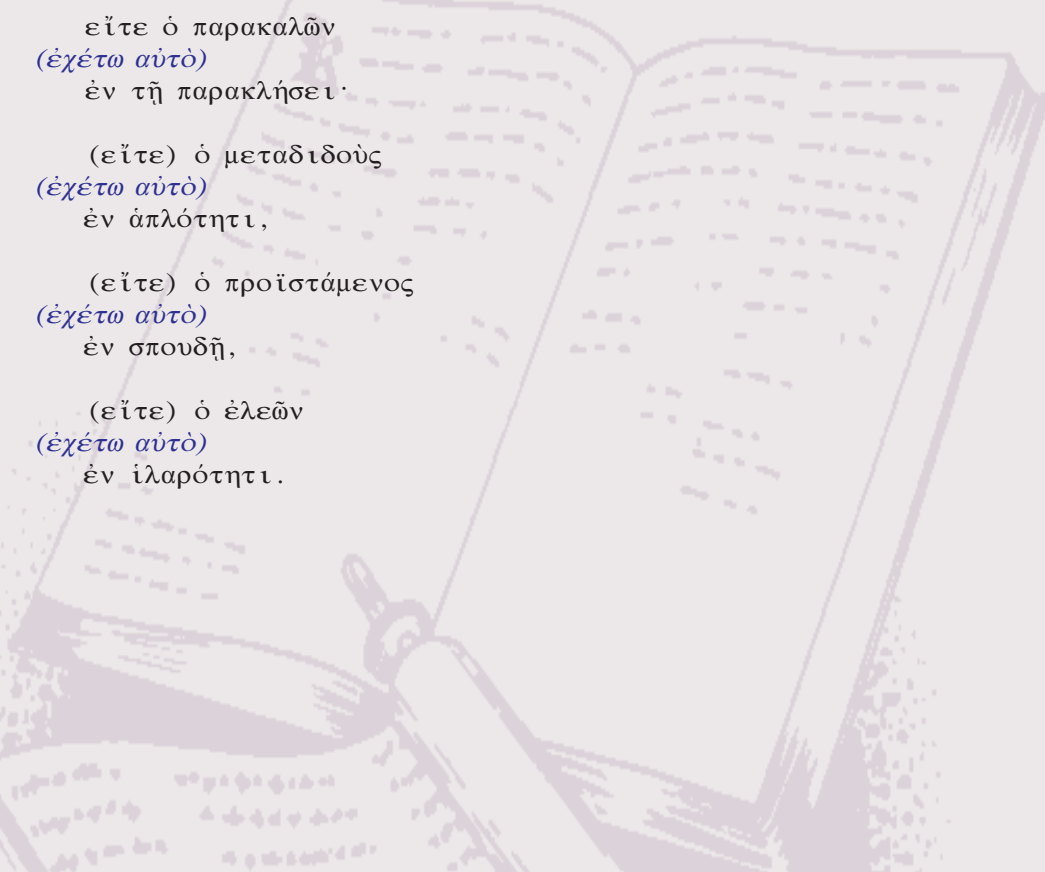 εἴτε ὁ παρακαλῶν
(ἐχέτω αὐτὸ)
ἐν τῇ παρακλήσει·
(εἴτε) ὁ μεταδιδοὺς
(ἐχέτω αὐτὸ)
ἐν ἁπλότητι,
(εἴτε) ὁ προϊστάμενος
(ἐχέτω αὐτὸ)
ἐν σπουδῇ,
(εἴτε) ὁ ἐλεῶν
(ἐχέτω αὐτὸ)
ἐν ἱλαρότητι.